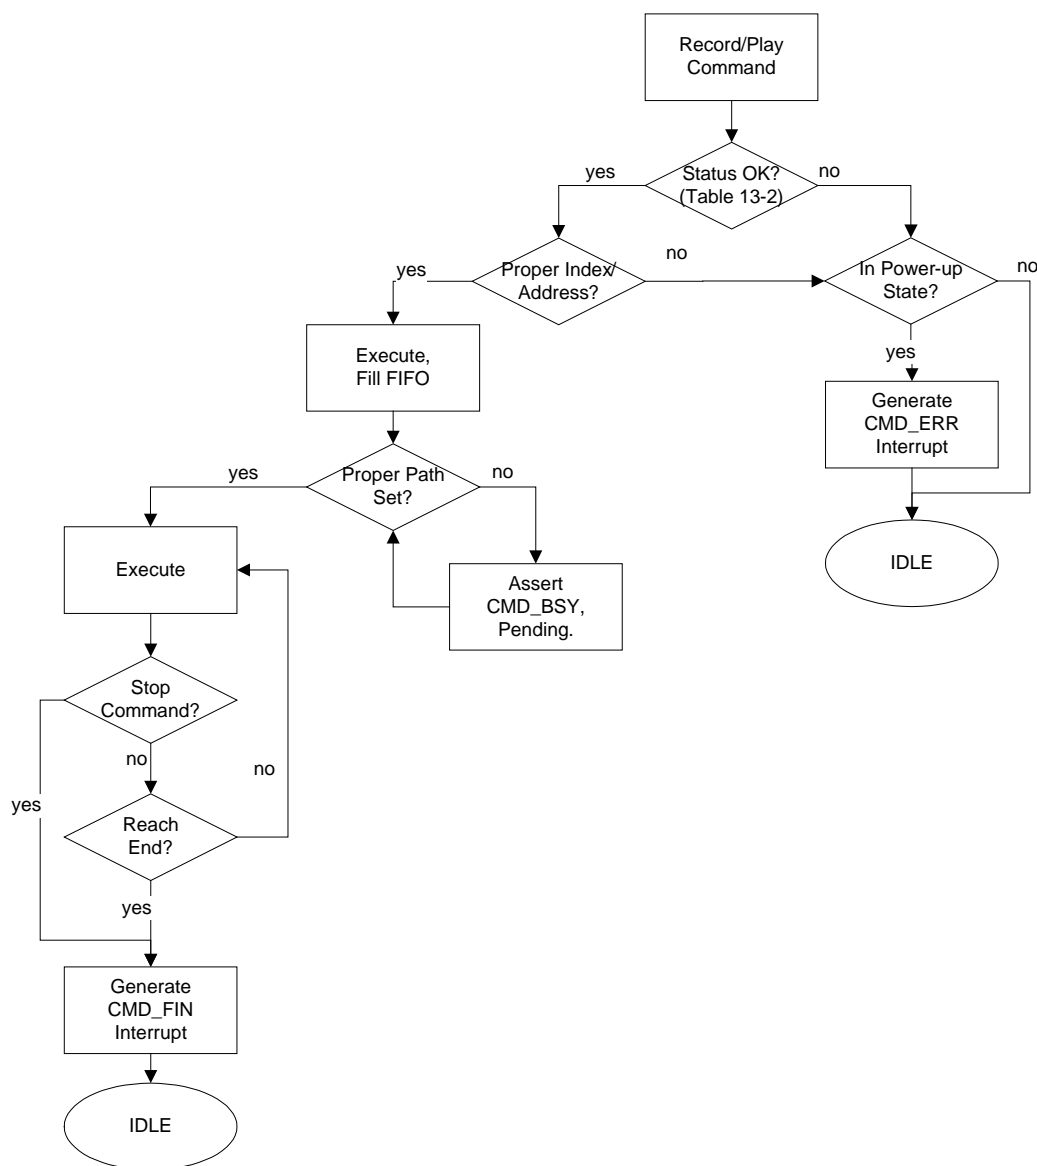 Record/Play
Command
yes
Status OK?
(Table 13-2)
no
yes
Proper Index/
Address?
no
In Power-up
State?
no
Execute,
Fill FIFO
yes
Generate
CMD_ERR
Interrupt
yes
Proper Path
Set?
no
Execute
Assert
CMD_BSY,
Pending.
IDLE
Stop
Command?
no
no
yes
Reach
End?
yes
Generate
CMD_FIN
Interrupt
IDLE